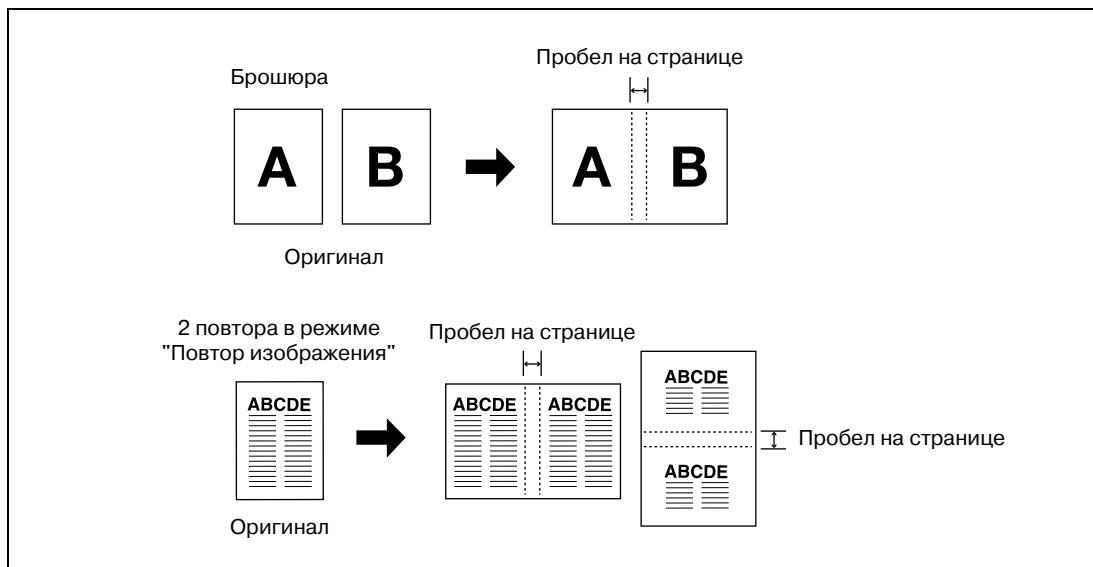 Пробел на странице
Брошюра
A
B
A
B
Оригинал
2 повтора в режиме
"Повтор изображения"
Пробел на странице
ABCDE
ABCDE
ABCDE
ABCDE
Пробел на странице
ABCDE
Оригинал